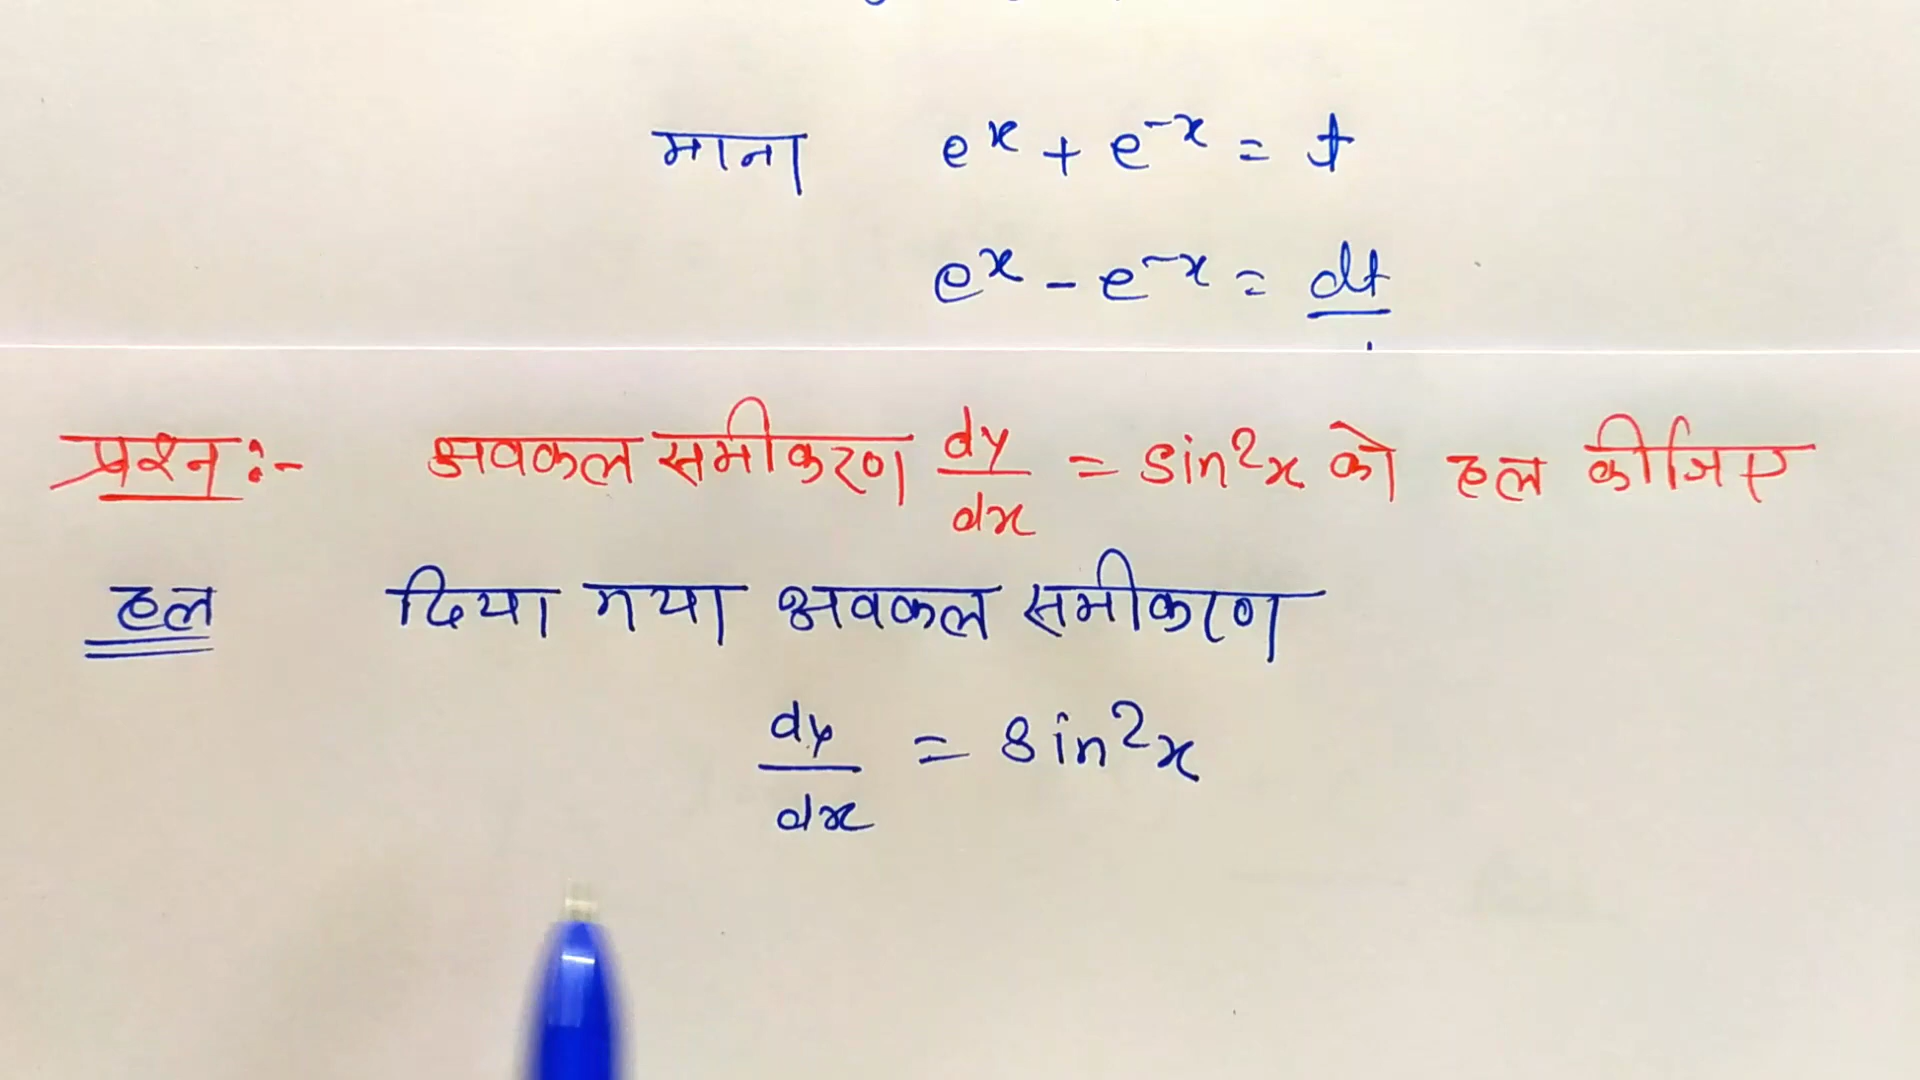 माना e^x + e^-x = t
e^x - e^-x = dt
प्रश्न:- अवकल समीकरण dy/dx = sin²x को हल कीजिए
हल दिया गया अवकल समीकरण
dy/dx = sin²x